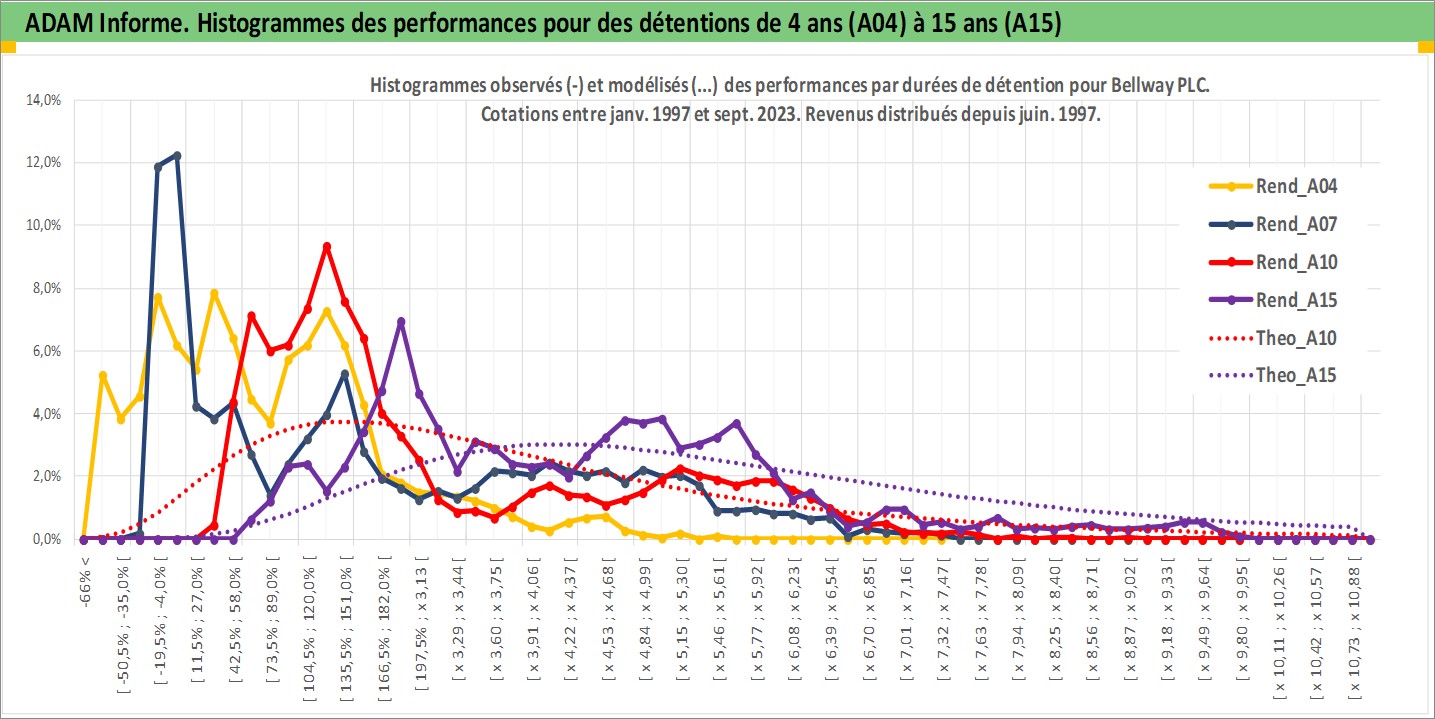 ADAM Informe. Histogrammes des performances pour des détentions de 4 ans (A04) à 15 ans (A15)
Histogrammes observés (-) et modélisés (...) des performances par durées de détention pour Bellway PLC.
Cotations entre janv. 1997 et sept. 2023. Revenus distribués depuis juin. 1997.
14,0%
12,0%
10,0%
8,0%
6,0%
4,0%
2,0%
0,0%
Rend_A04
Rend_A07
Rend_A10
Rend_A15
Theo_A10
Theo_A15
-66% <
[ -50,5% ; -35,0% [
[ -19,5% ; -4,0% [
[ 11,5% ; 27,0% [
[ 42,5% ; 58,0% [
[ 73,5% ; 89,0% [
[ 104,5% ; 120,0% [
[ 135,5% ; 151,0% [
[ 166,5% ; 182,0% [
[ 197,5% ; x 3,13 [
[ x 3,29 ; x 3,44 [
[ x 3,60 ; x 3,75 [
[ x 3,91 ; x 4,06 [
[ x 4,22 ; x 4,37 [
[ x 4,53 ; x 4,68 [
[ x 4,84 ; x 4,99 [
[ x 5,15 ; x 5,30 [
[ x 5,46 ; x 5,61 [
[ x 5,77 ; x 5,92 [
[ x 6,08 ; x 6,23 [
[ x 6,39 ; x 6,54 [
[ x 6,70 ; x 6,85 [
[ x 7,01 ; x 7,16 [
[ x 7,32 ; x 7,47 [
[ x 7,63 ; x 7,78 [
[ x 7,94 ; x 8,09 [
[ x 8,25 ; x 8,40 [
[ x 8,56 ; x 8,71 [
[ x 8,87 ; x 9,02 [
[ x 9,18 ; x 9,33 [
[ x 9,49 ; x 9,64 [
[ x 9,80 ; x 9,95 [
[ x 10,11 ; x 10,26 [
[ x 10,42 ; x 10,57 [
[ x 10,73 ; x 10,88 [